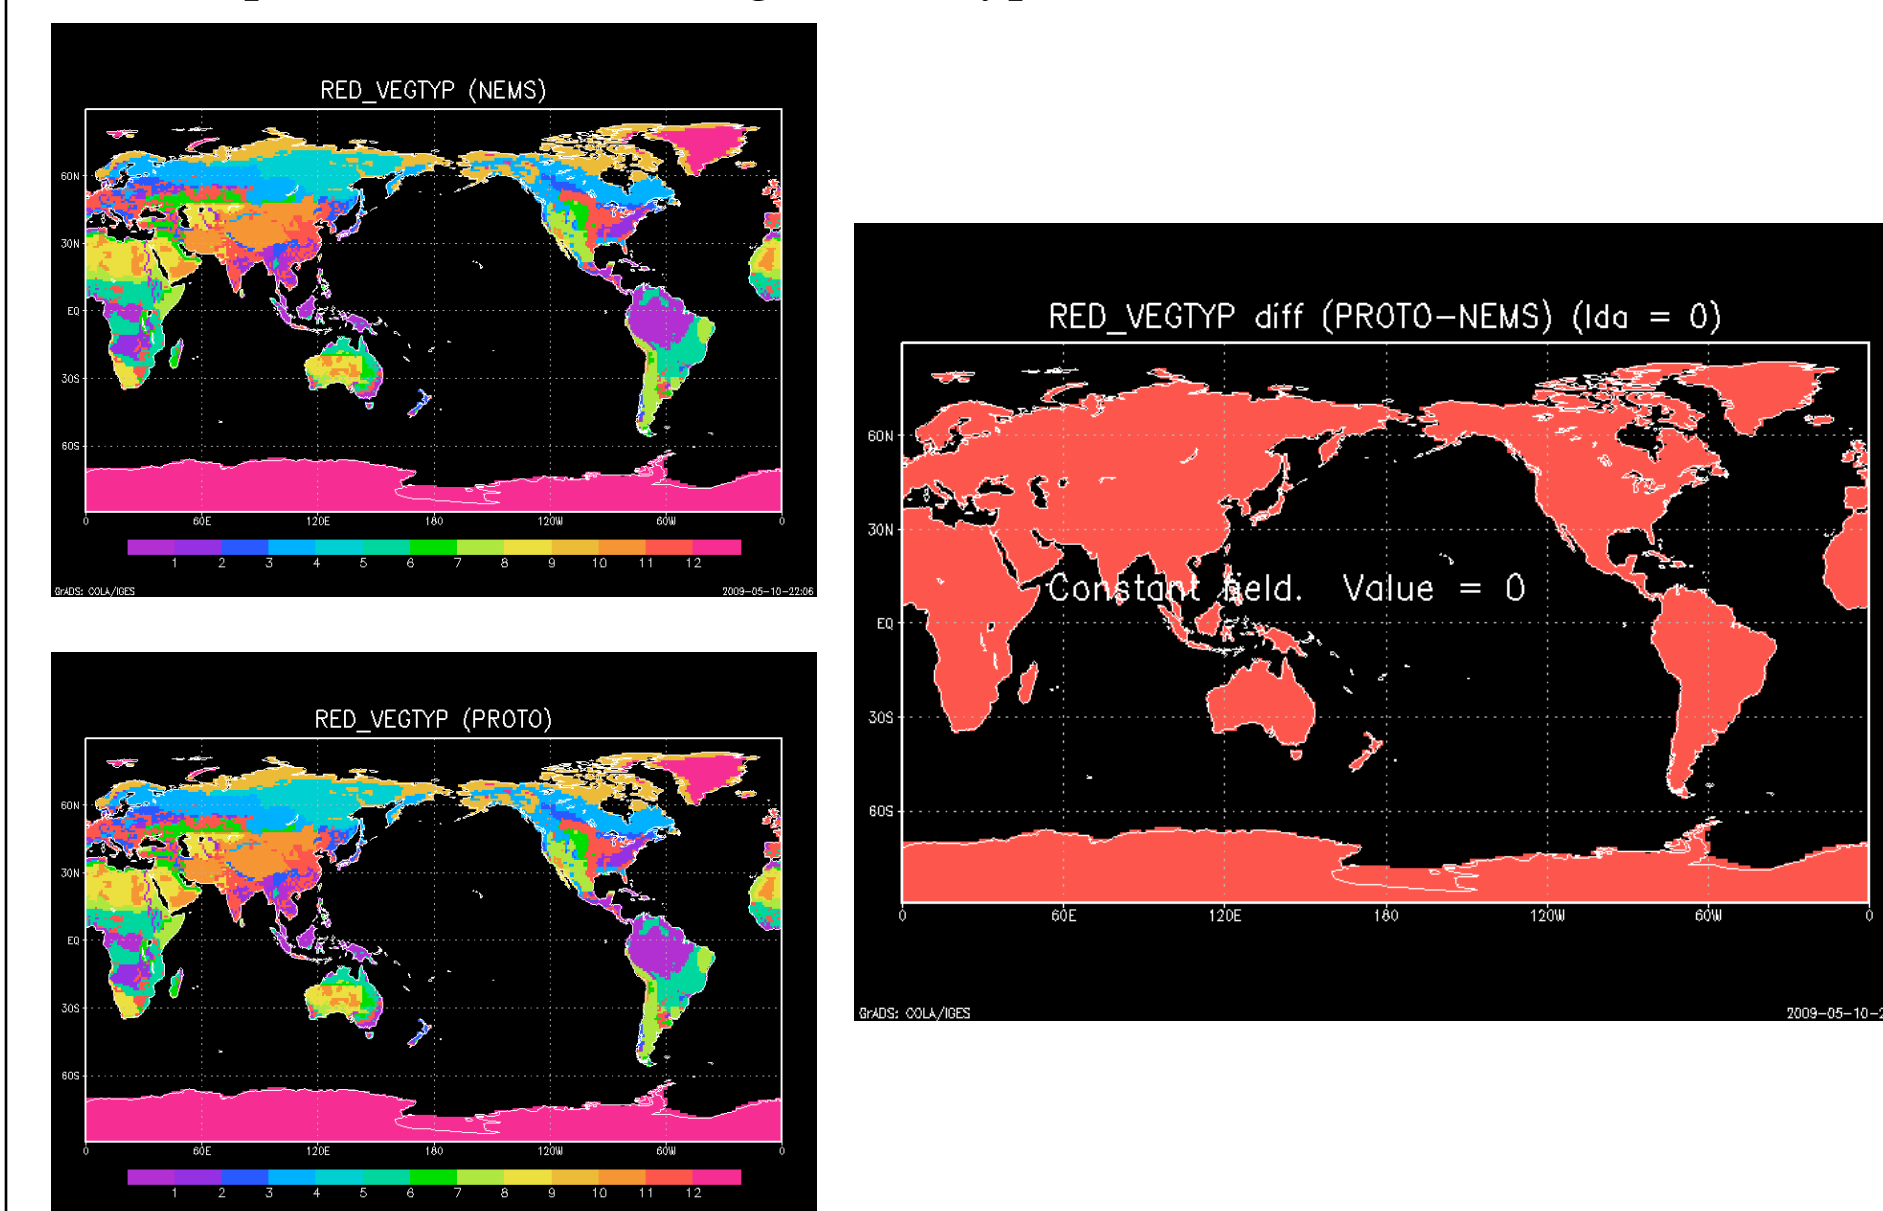 RED_VEGTYP (NEMS)
60N
30N
EQ
30S
60S
0 60E 120E 180 120W 60W 0
1 2 3 4 5 6 7 8 9 10 11 12
GrADS: COLA/IGES 2009-05-10-22:06
RED_VEGTYP (PROTO)
60N
30N
EQ
30S
60S
0 60E 120E 180 120W 60W 0
1 2 3 4 5 6 7 8 9 10 11 12
RED_VEGTYP diff (PROTO-NEMS) (lda = 0)
60N
30N
Constant field. Value = 0
EQ
30S
60S
0 60E 120E 180 120W 60W 0
GrADS: COLA/IGES 2009-05-10-2